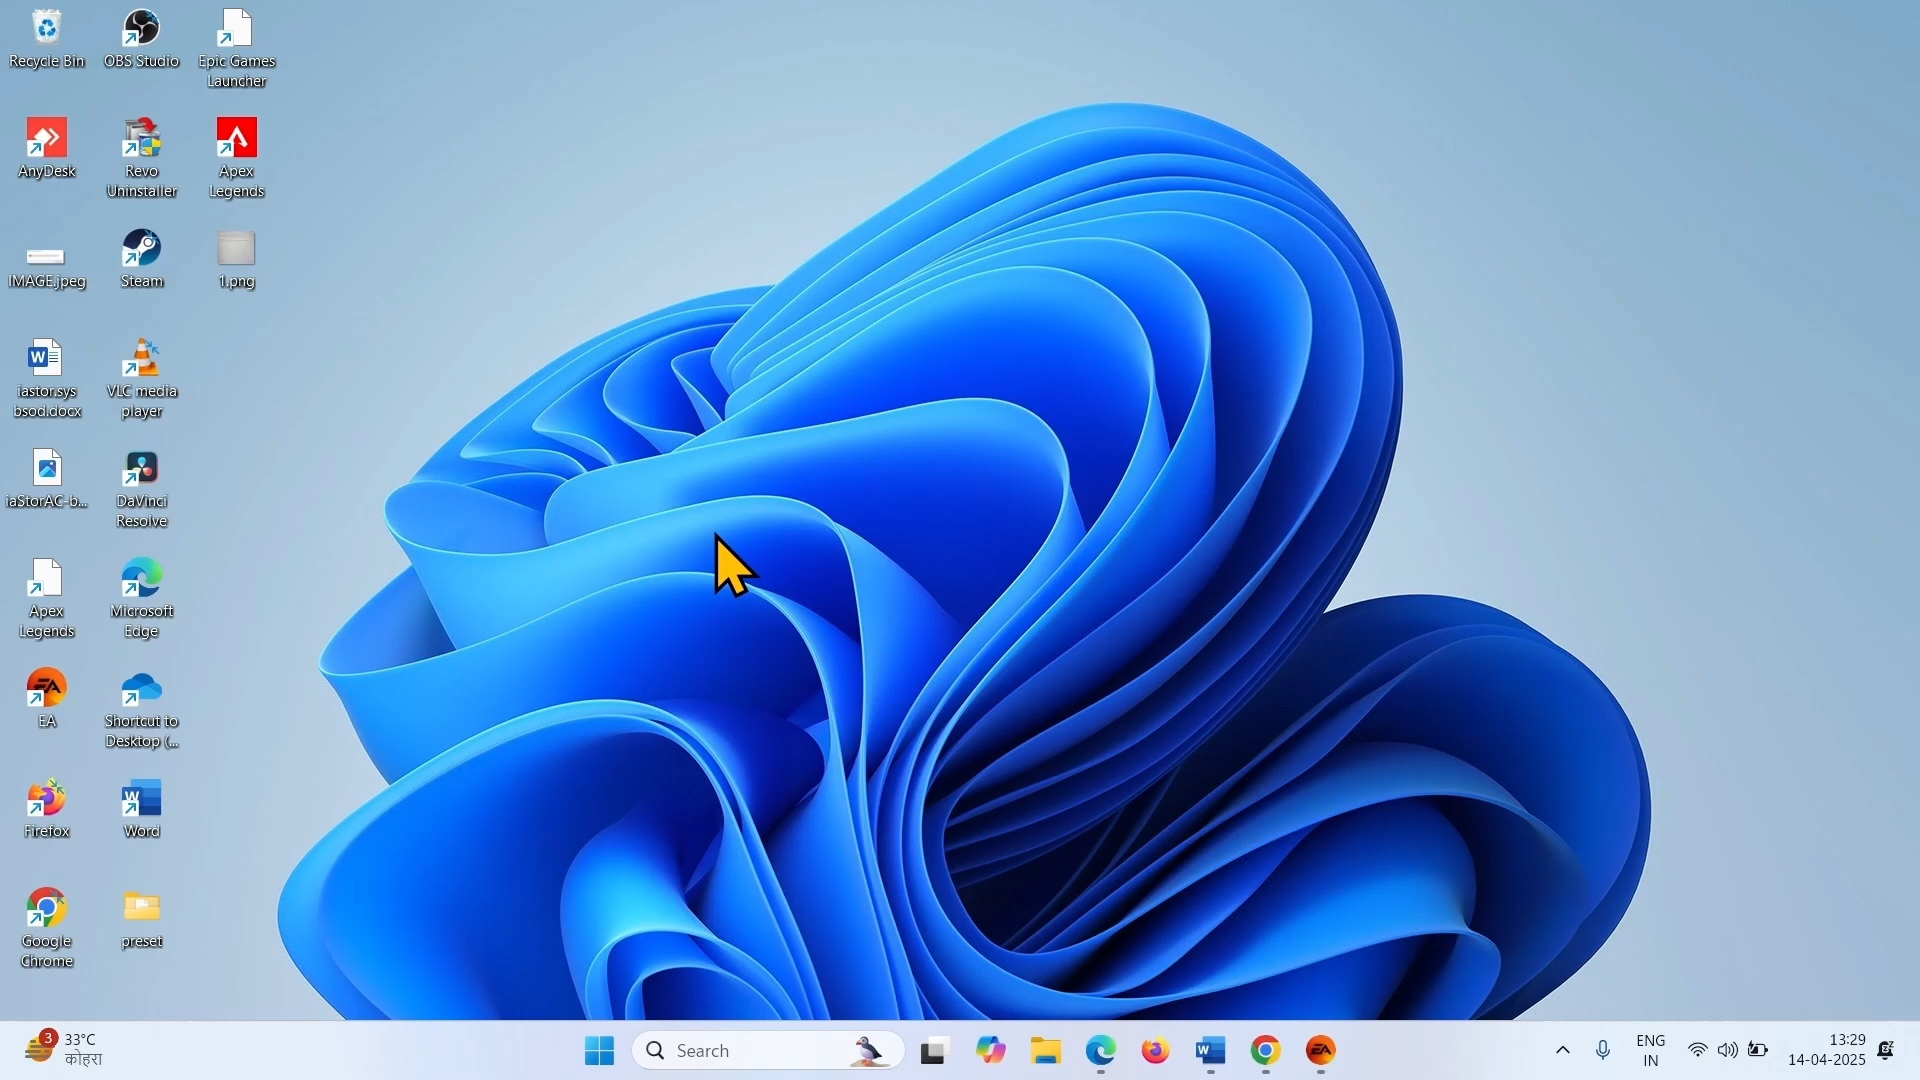 Recycle Bin
OBS Studio
Epic Games
Launcher
AnyDesk
Revo
Uninstaller
Apex
Legends
IMAGE.jpeg
Steam
1.png
iastor.sys
bsod.docx
VLC media
player
iaStorAC-b...
DaVinci
Resolve
Apex
Legends
Microsoft
Edge
EA
Shortcut to
Desktop (...
Firefox
Word
Google
Chrome
preset
3
33°C
कोहरा
Search
ENG
IN
13:29
14-04-2025